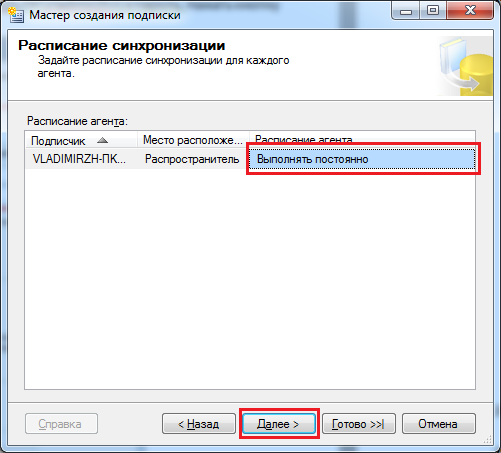 Мастер создания подписки
Расписание синхронизации
Задайте расписание синхронизации для каждого
агента.
Расписание агента:
Подписчик Место расположе... Расписание агента
VLADIMIRZH-ПК... Распространитель Выполнять постоянно
Справка < Назад Далее > Готово >>| Отмена